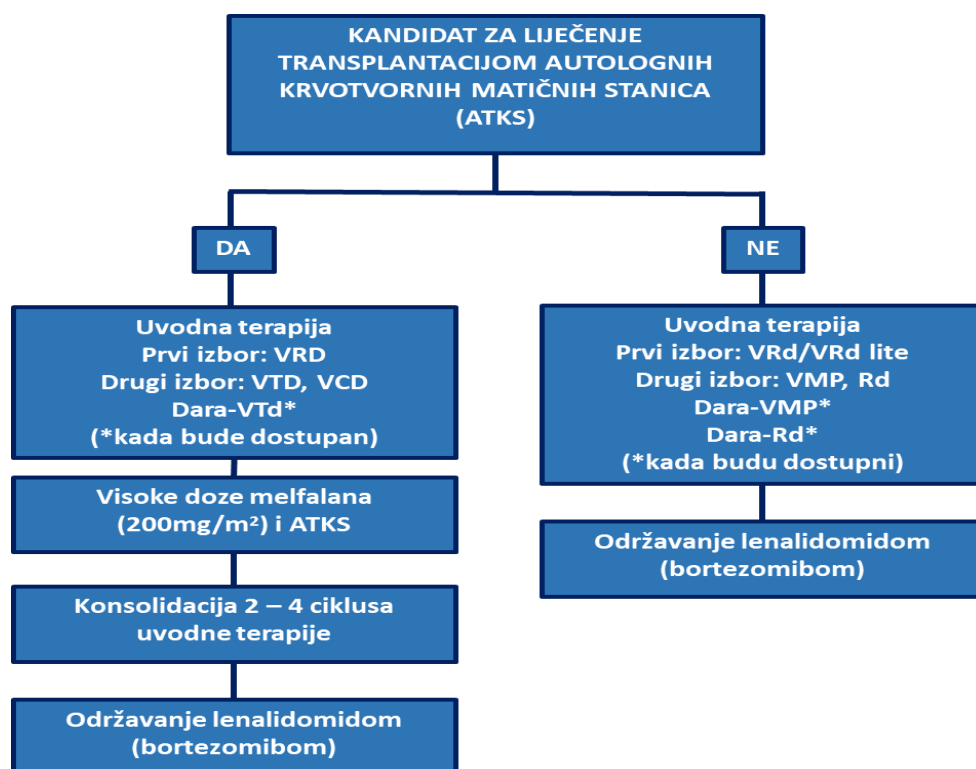 KANDIDAT ZA LIJEČENJE
TRANSPLANTACIJOM AUTOLOGNIH
KRVOTVORNIH MATIČNIH STANICA
(ATKS)
DA
NE
Uvodna terapija
Prvi izbor: VRD
Drugi izbor: VTD, VCD
Dara-VTd*
(*kada bude dostupan)
Visoke doze melfalana
(200mg/m²) i ATKS
Konsolidacija 2 – 4 ciklusa
uvodne terapije
Održavanje lenalidomidom
(bortezomibom)
Uvodna terapija
Prvi izbor: VRd/VRd lite
Drugi izbor: VMP, Rd
Dara-VMP*
Dara-Rd*
(*kada budu dostupni)
Održavanje lenalidomidom
(bortezomibom)